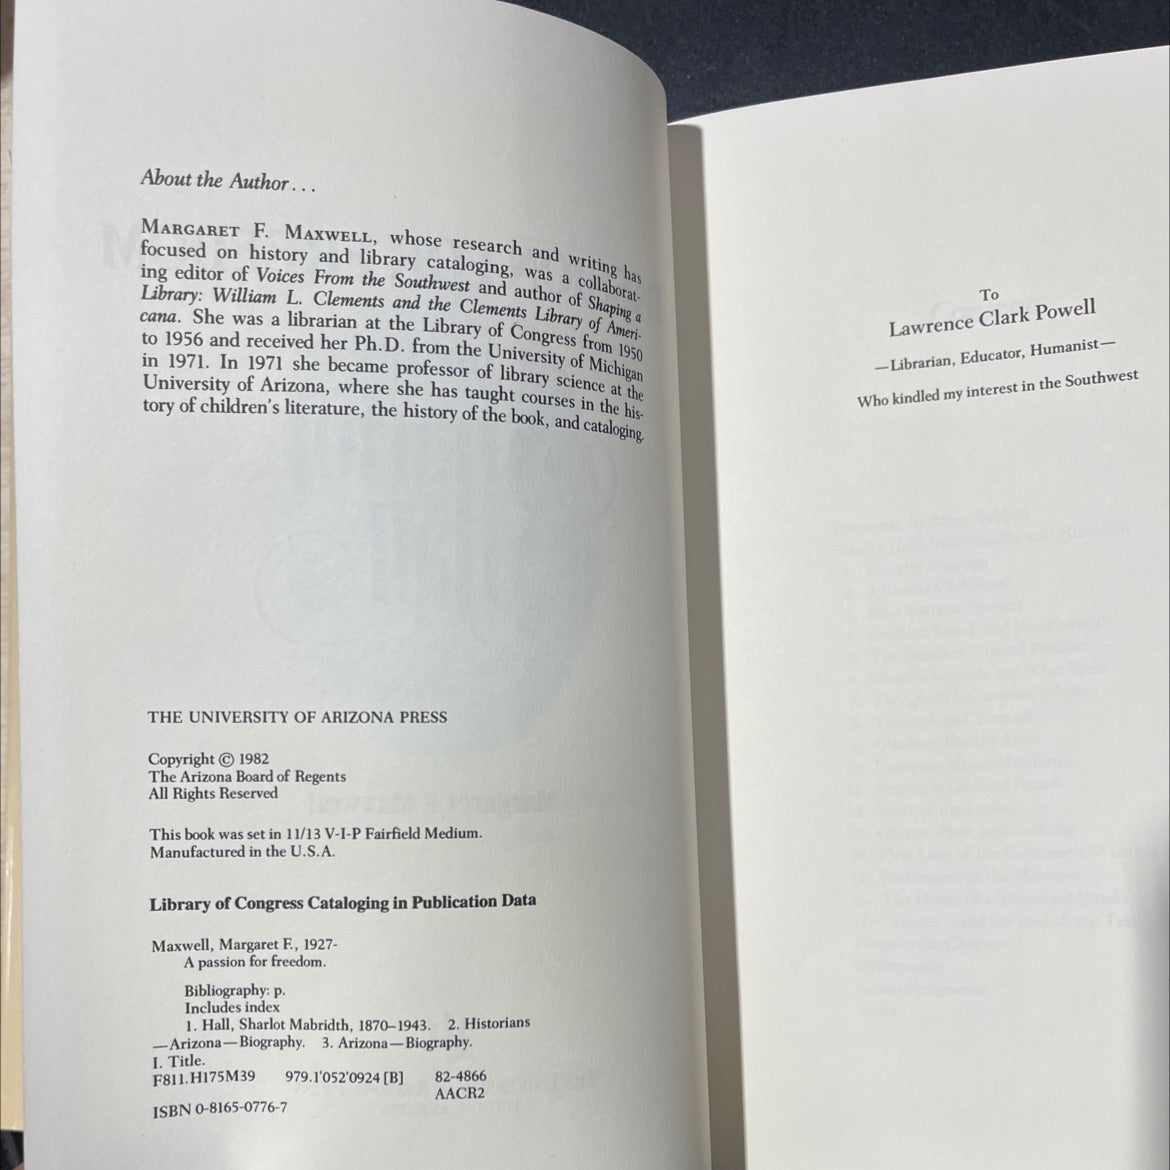 About the Author...
MARGARET F. MAXWELL, whose research and writing has
focused on history and library cataloging, was a collaborat-
ing editor of Voices From the Southwest and author of Shaping a
Library: William L. Clements and the Clements Library of Ameri-
cana. She was a librarian at the Library of Congress from 1950
to 1956 and received her Ph.D. from the University of Michigan
in 1971. In 1971 she became professor of library science at the
University of Arizona, where she has taught courses in the his-
tory of children's literature, the history of the book, and cataloging.
THE UNIVERSITY OF ARIZONA PRESS
Copyright © 1982
The Arizona Board of Regents
All Rights Reserved
This book was set in 11/13 V-I-P Fairfield Medium.
Manufactured in the U.S.A.
Library of Congress Cataloging in Publication Data
Maxwell, Margaret F., 1927-
A passion for freedom.
Bibliography: p.
Includes index
1. Hall, Sharlot Mabridth, 1870–1943. 2. Historians
—Arizona—Biography. 3. Arizona—Biography.
I. Title.
F811.H175M39 979.1'052'0924 [B] 82-4866
AACR2
ISBN 0-8165-0776-7
To
Lawrence Clark Powell
—Librarian, Educator, Humanist—
Who kindled my interest in the Southwest